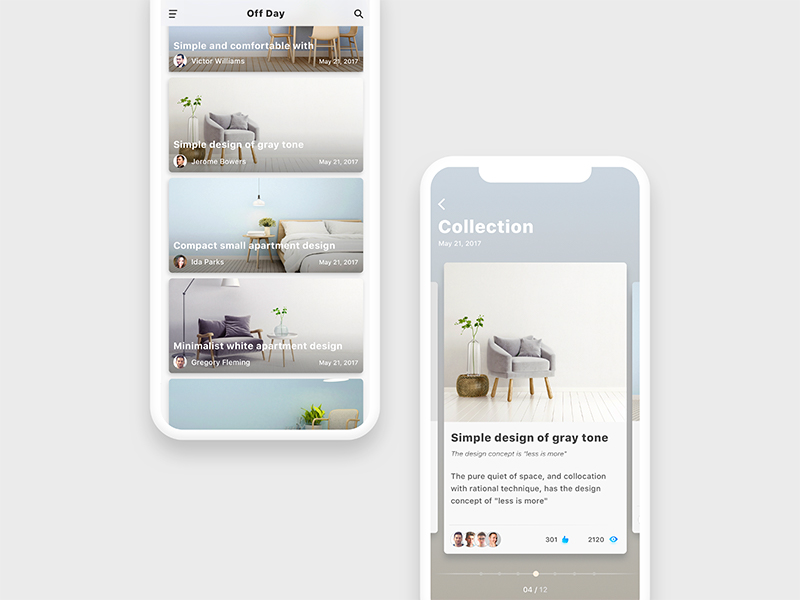 Off Day
Simple and comfortable with
Victor Williams
May 21, 2017
Simple design of gray tone
Jerome Bowers
May 21, 2017
Compact small apartment design
Ida Parks
May 21, 2017
Minimalist white apartment design
Gregory Fleming
May 21, 2017
Collection
May 21, 2017
Simple design of gray tone
The design concept is "less is more"
The pure quiet of space, and collocation
with rational technique, has the design
concept of "less is more"
301
2120
04 / 12